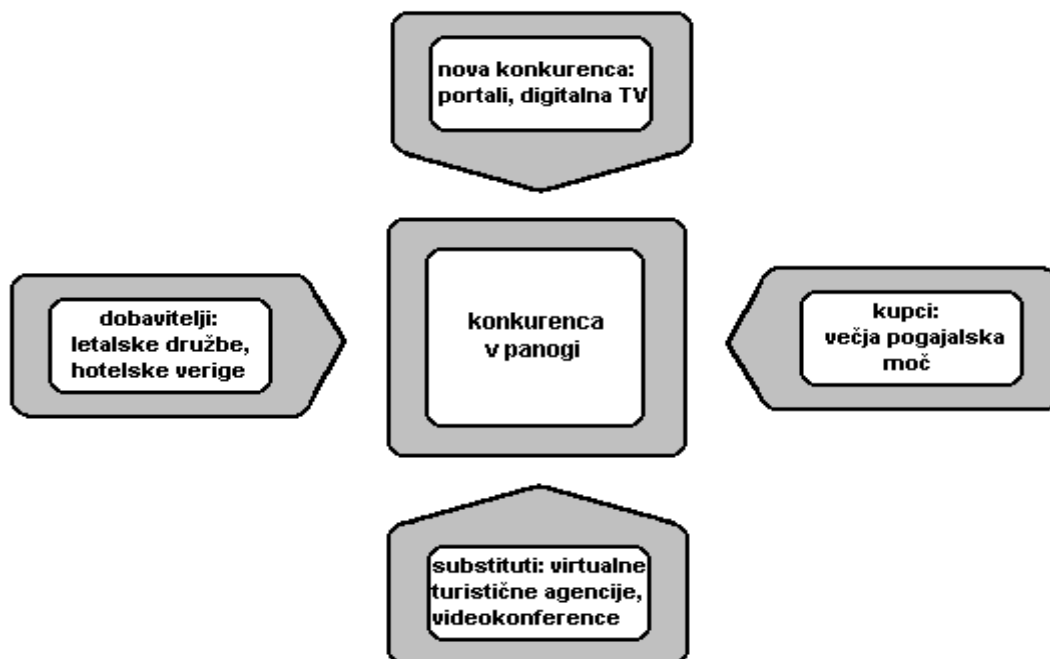 nova konkurenca:
portali, digitalna TV
dobavitelji:
letalske družbe,
hotelske verige
konkurenca
v panogi
kupci:
večja pogajalska
moč
substituti: virtualne
turistične agencije,
videokonference